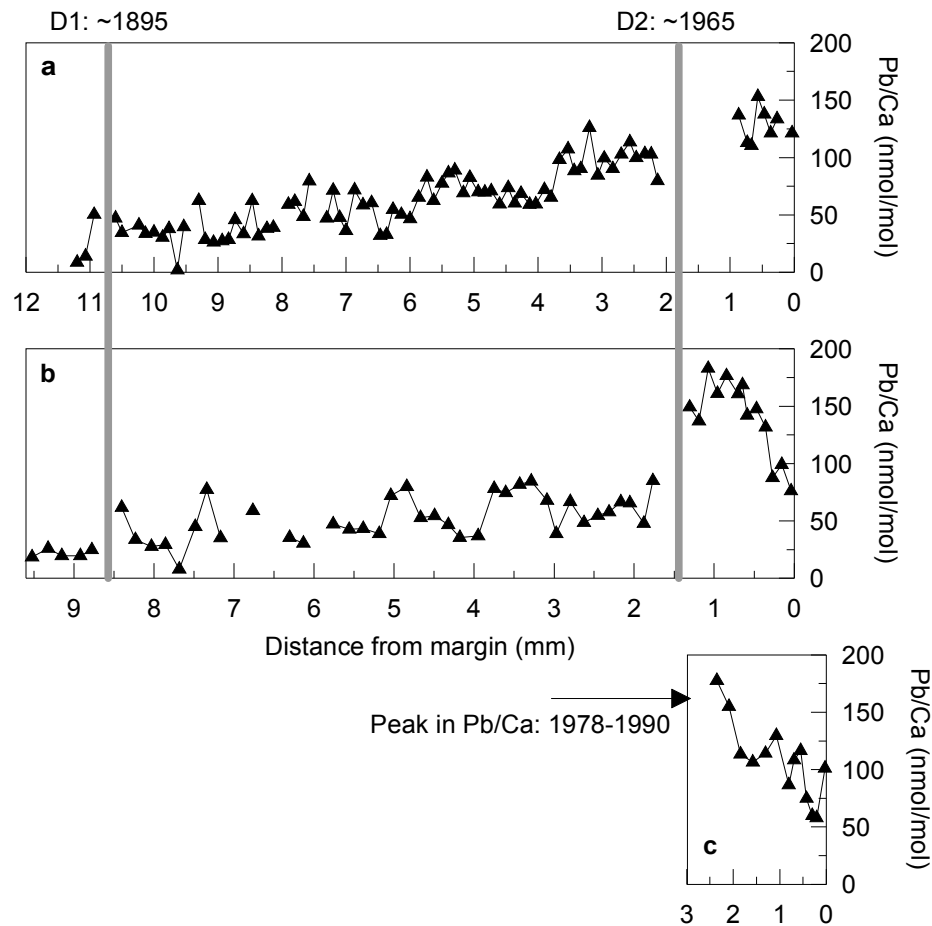 D1: ~1895 D2: ~1965
a
200
150
100
50
0
Pb/Ca (nmol/mol)
12 11 10 9 8 7 6 5 4 3 2 1 0
b
200
150
100
50
0
Pb/Ca (nmol/mol)
9 8 7 6 5 4 3 2 1 0
Distance from margin (mm)
Peak in Pb/Ca: 1978-1990
200
150
100
50
0
Pb/Ca (nmol/mol)
c
3 2 1 0